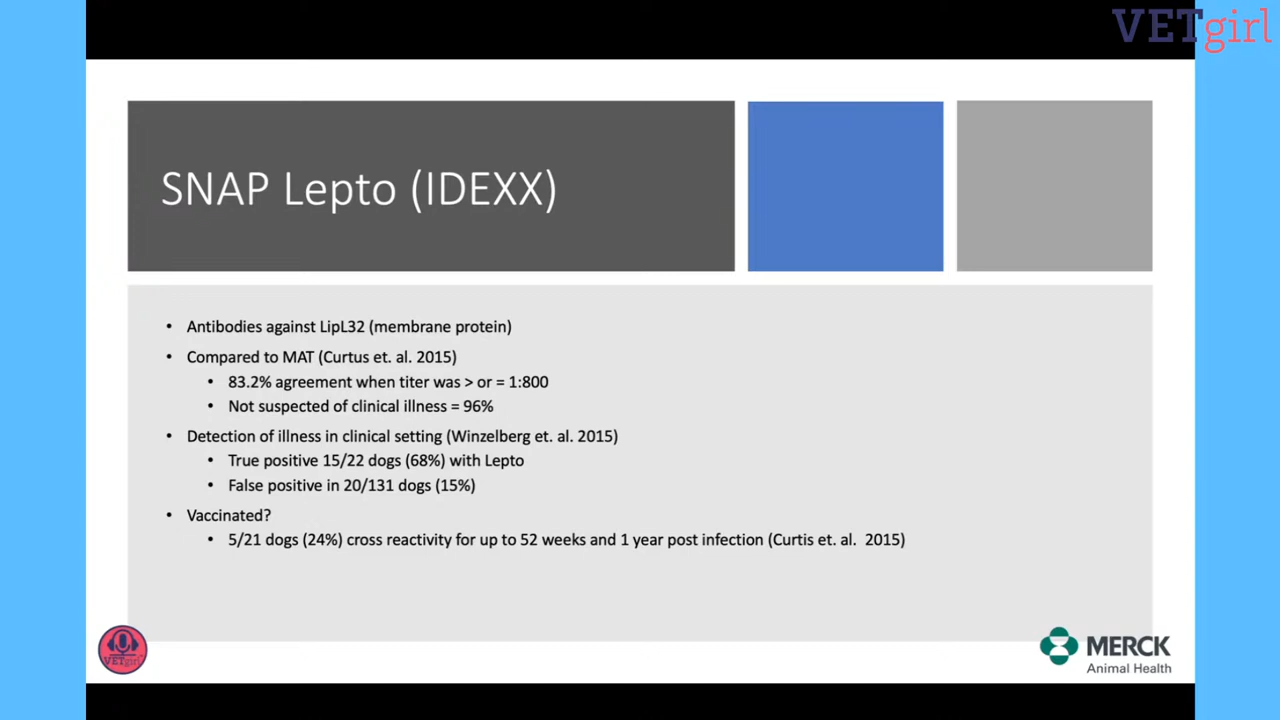 VETgirl
SNAP Lepto (IDEXX)
• Antibodies against LipL32 (membrane protein)
• Compared to MAT (Curtus et. al. 2015)
• 83.2% agreement when titer was > or = 1:800
• Not suspected of clinical illness = 96%
• Detection of illness in clinical setting (Winzelberg et. al. 2015)
• True positive 15/22 dogs (68%) with Lepto
• False positive in 20/131 dogs (15%)
• Vaccinated?
• 5/21 dogs (24%) cross reactivity for up to 52 weeks and 1 year post infection (Curtis et. al. 2015)
VETgirl
MERCK
Animal Health